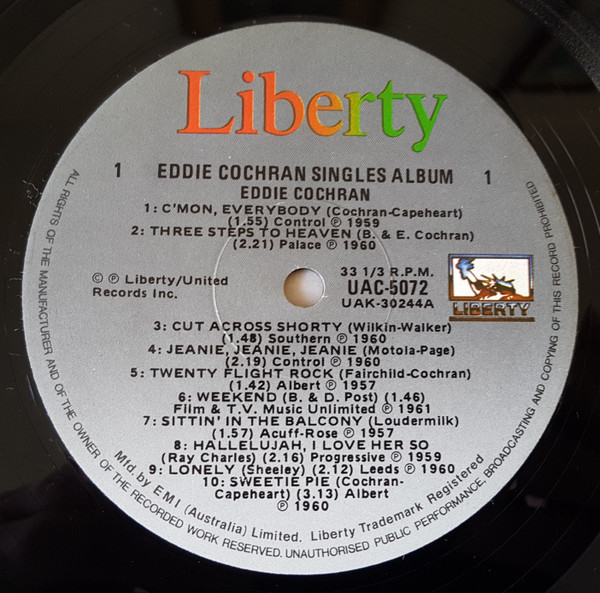 Liberty
1 EDDIE COCHRAN SINGLES ALBUM 1
EDDIE COCHRAN
1: C'MON, EVERYBODY (Cochran-Capeheart)
(1.55) Control ℗ 1959
2: THREE STEPS TO HEAVEN (B. & E. Cochran)
(2.21) Palace ℗ 1960
© ℗ Liberty/United
Records Inc.
33 1/3 R.P.M.
UAC-5072
UAK-30244A
LIBERTY
3: CUT ACROSS SHORTY (Wilkin-Walker)
(1.48) Southern ℗ 1960
4: JEANIE, JEANIE, JEANIE (Motola-Page)
(2.19) Control ℗ 1960
5: TWENTY FLIGHT ROCK (Fairchild-Cochran)
(1.42) Albert ℗ 1957
6: WEEKEND (B. & D. Post) (1.46)
Film & T.V. Music Unlimited ℗ 1961
7: SITTIN' IN THE BALCONY (Loudermilk)
(1.57) Acuff-Rose ℗ 1957
8: HALLELUJAH, I LOVE HER SO
(Ray Charles) (2.16) Progressive ℗ 1959
9: LONELY (Sheeley) (2.12) Leeds ℗ 1960
10: SWEETIE PIE (Cochran-
Capeheart) (3.13) Albert
℗ 1960
Mfd. by EMI (Australia) Limited. Liberty Trademark Registered
ALL RIGHTS OF THE MANUFACTURER AND OF THE OWNER OF THE RECORDED WORK RESERVED. UNAUTHORISED PUBLIC PERFORMANCE, BROADCASTING AND COPYING OF THIS RECORD PROHIBITED